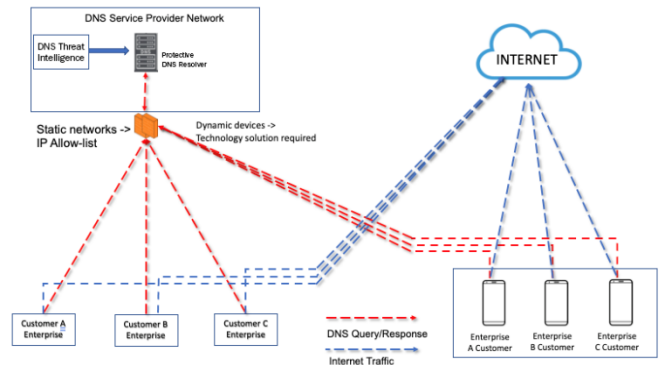 DNS Service Provider Network
DNS Threat
Intelligence
Protective
DNS Resolver
INTERNET
Static networks ->
IP Allow-list
Dynamic devices ->
Technology solution required
Customer A
Enterprise
Customer B
Enterprise
Customer C
Enterprise
DNS Query/Response
Internet Traffic
Enterprise
A Customer
Enterprise
B Customer
Enterprise
C Customer